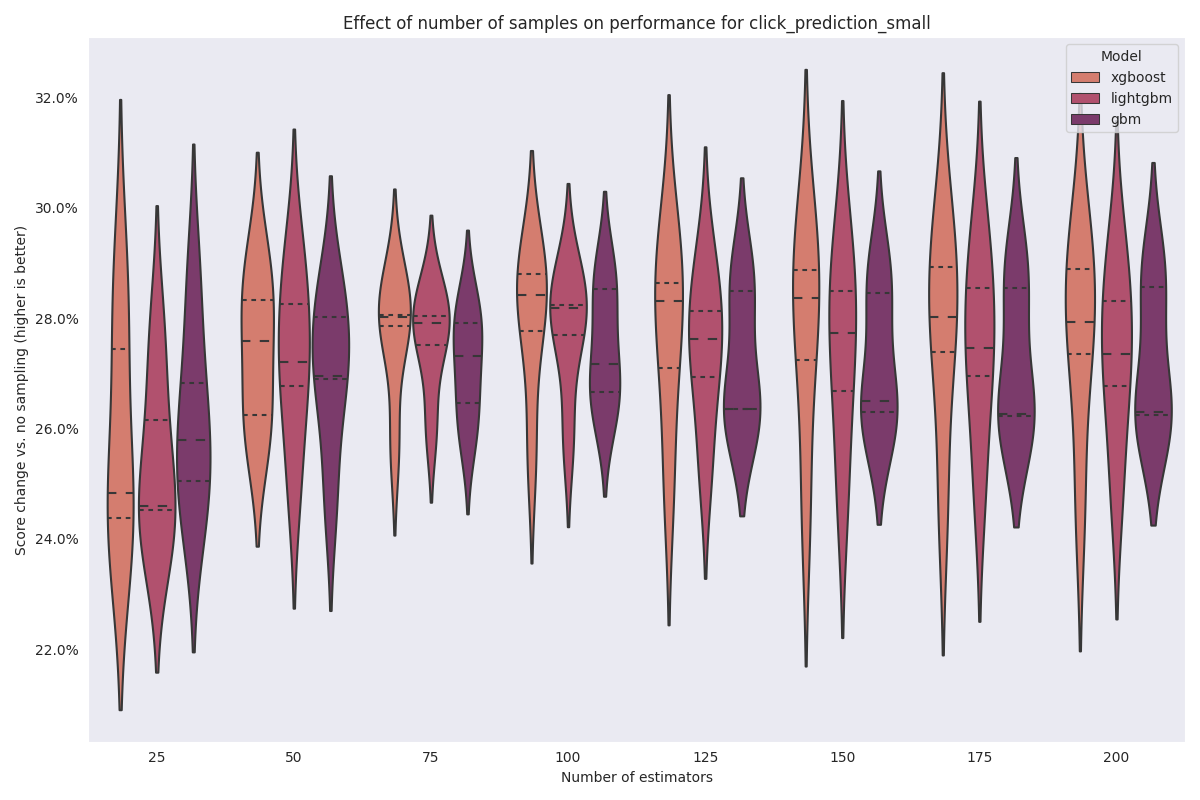 Effect of number of samples on performance for click_prediction_small
Model
xgboost
lightgbm
gbm
Score change vs. no sampling (higher is better)
32.0%
30.0%
28.0%
26.0%
24.0%
22.0%
25 50 75 100 125 150 175 200
Number of estimators